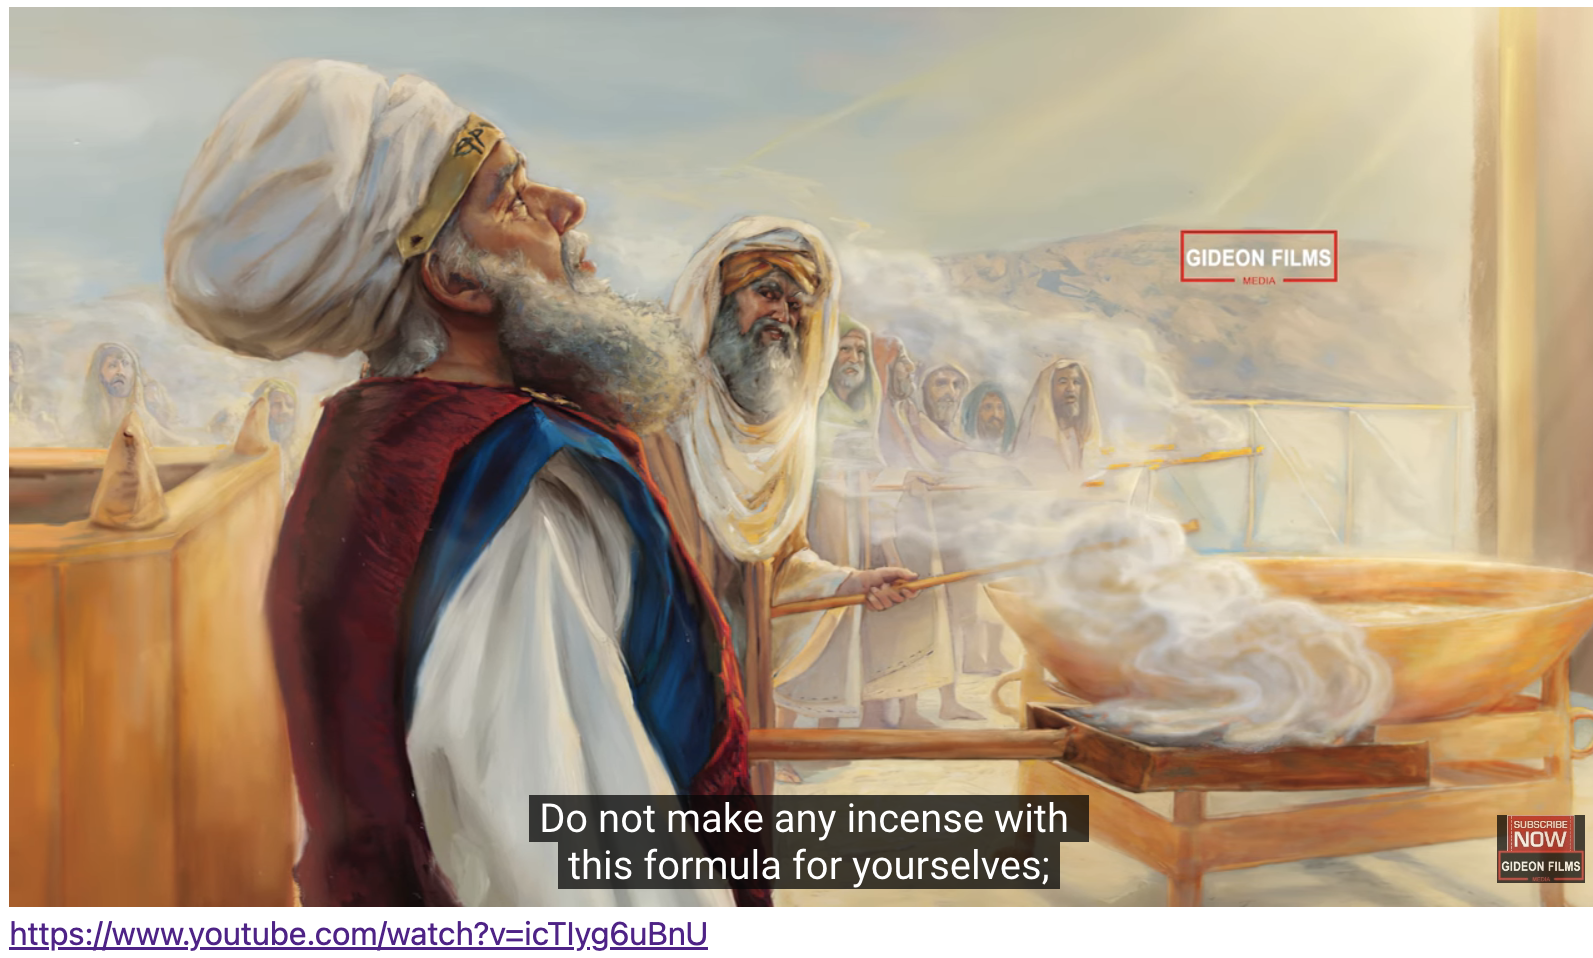 GIDEON FILMS
MEDIA
Do not make any incense with
this formula for yourselves;
SUBSCRIBE
NOW
GIDEON FILMS
MEDIA
https://www.youtube.com/watch?v=icTIyg6uBnU